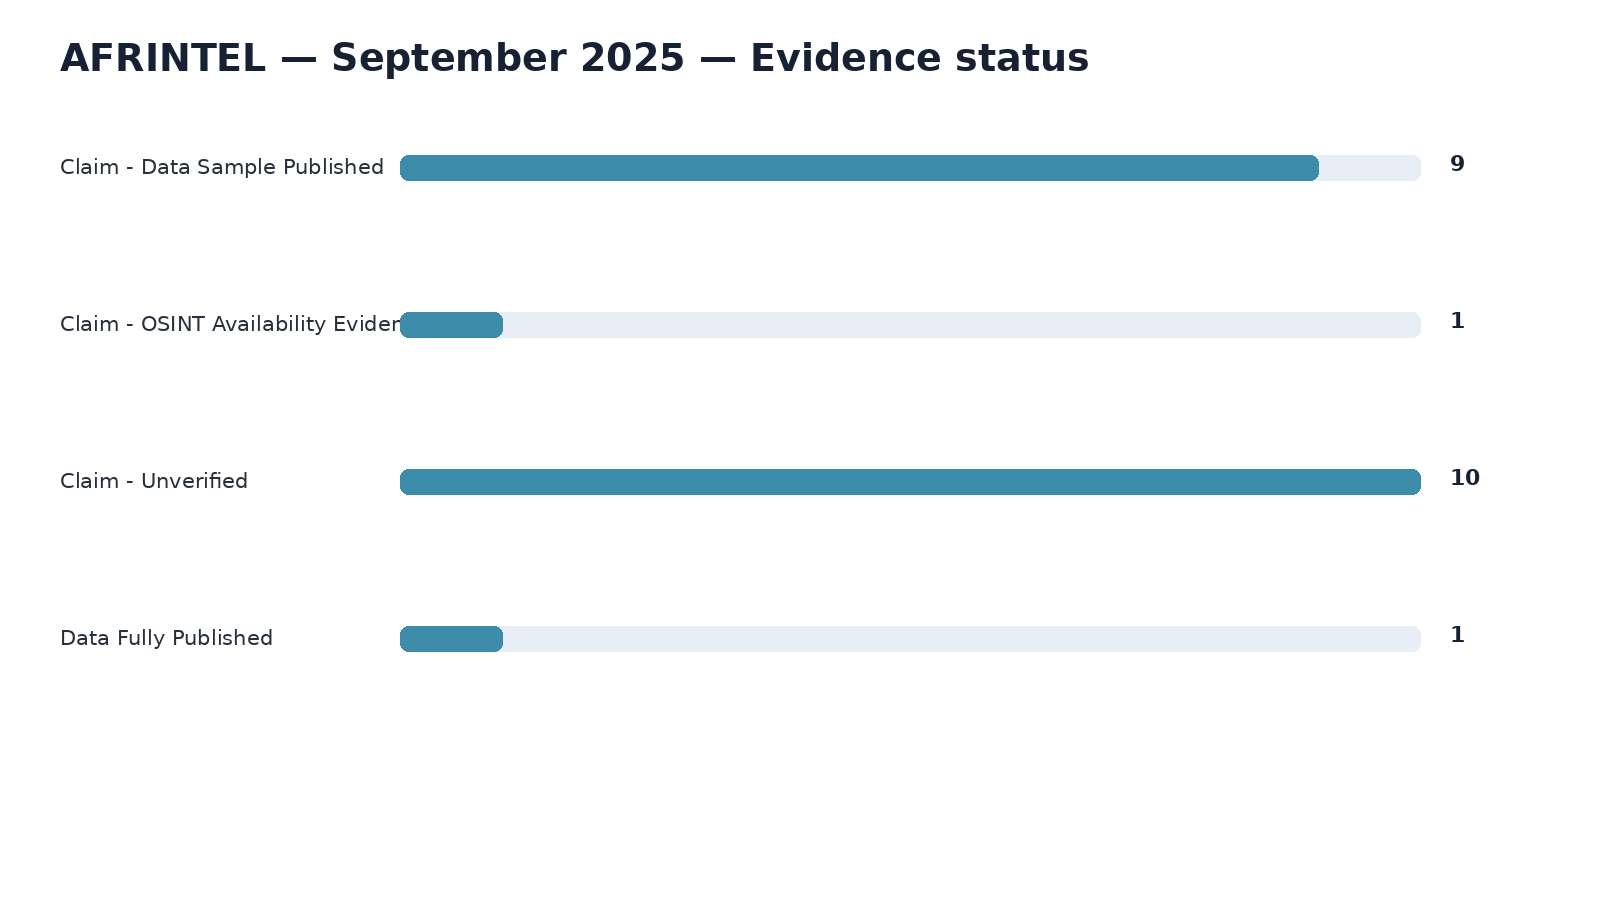 AFRINTEL — September 2025 — Evidence status
Claim - Data Sample Published 9
Claim - OSINT Availability 1
Claim - Unverified 10
Data Fully Published 1